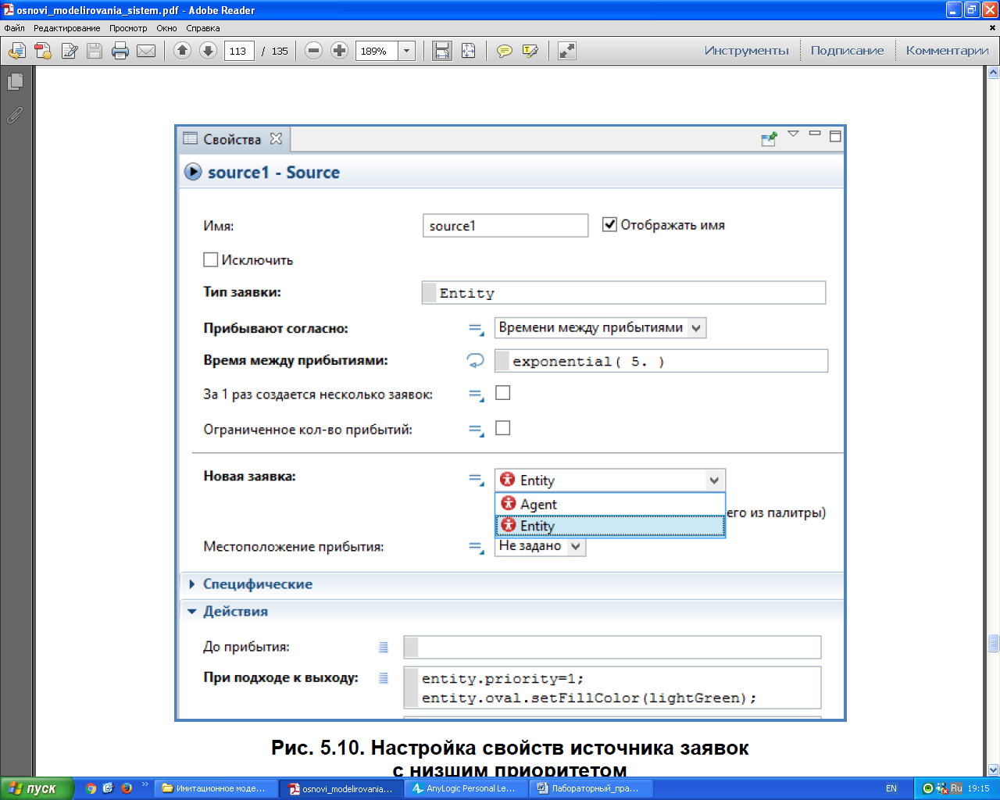 osnovi_modelirovania_sistem.pdf - Adobe Reader
Файл Редактирование Просмотр Окно Справка
113 / 135 189% Инструменты Подписание Комментарии
Свойства
source1 - Source
Имя: source1 Отображать имя
Исключить
Тип заявки: Entity
Прибывают согласно: Времени между прибытиями
Время между прибытиями: exponential( 5. )
За 1 раз создается несколько заявок:
Ограниченное кол-во прибытий:
Новая заявка: Entity
Agent
его из палитры)
Entity
Местоположение прибытия: Не задано
Специфические
Действия
До прибытия:
При подходе к выходу: entity.priority=1;
entity.oval.setFillColor(lightGreen);
Рис. 5.10. Настройка свойств источника заявок
с низшим приоритетом
пуск Имитационное моде... osnovi_modelirovania... AnyLogic Personal Le... Лабораторный_пра... EN Ru 19:15